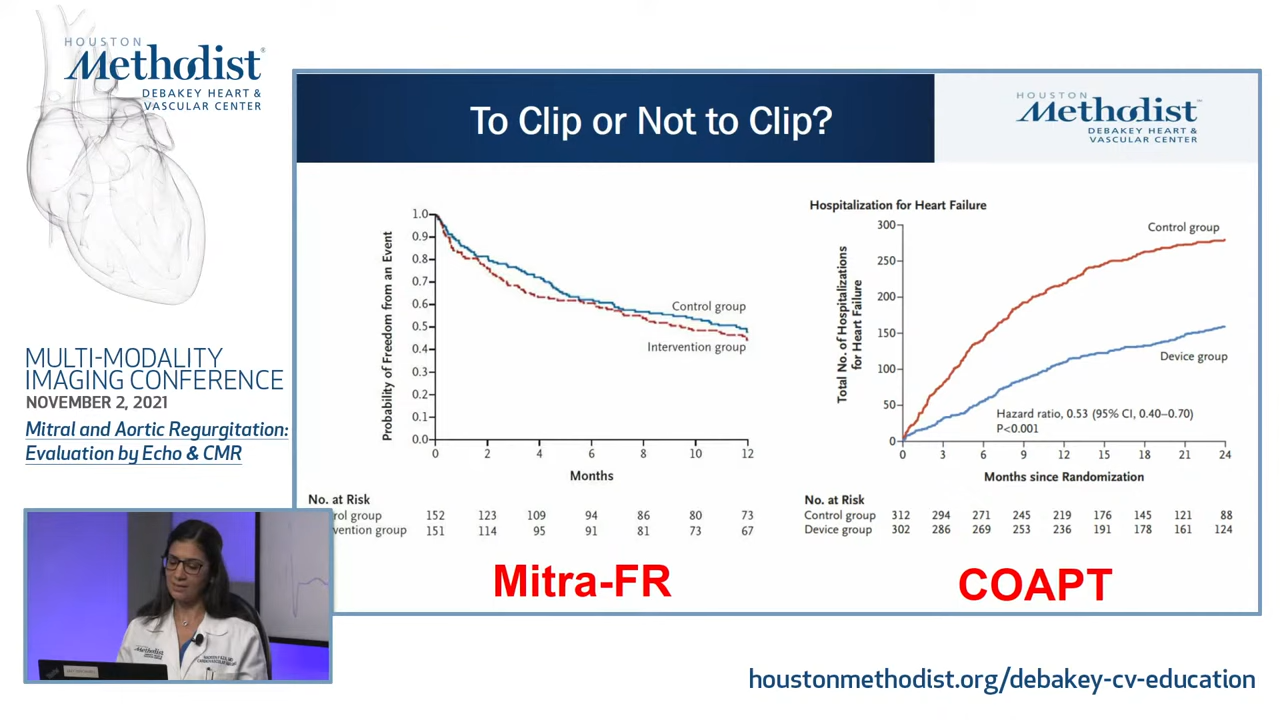 HOUSTON
Methodist
DEBAKEY HEART &
VASCULAR CENTER
MULTI-MODALITY
IMAGING CONFERENCE
NOVEMBER 2, 2021
Mitral and Aortic Regurgitation:
Evaluation by Echo & CMR
To Clip or Not to Clip?
HOUSTON
Methodist
DEBAKEY HEART &
VASCULAR CENTER
Probability of Freedom from an Event
1.0
0.9
0.8
0.7
0.6
0.5
0.4
0.3
0.2
0.1
0.0
Control group
Intervention group
0 2 4 6 8 10 12
Months
No. at Risk
rol group 152 123 109 94 86 80 73
vention group 151 114 95 91 81 73 67
Mitra-FR
Hospitalization for Heart Failure
Total No. of Hospitalizations
for Heart Failure
300
250
200
150
100
50
0
Control group
Device group
Hazard ratio, 0.53 (95% CI, 0.40–0.70)
P<0.001
0 3 6 9 12 15 18 21 24
Months since Randomization
No. at Risk
Control group 312 294 271 245 219 176 145 121 88
Device group 302 286 269 253 236 191 178 161 124
COAPT
Methodist
houstonmethodist.org/debakey-cv-education